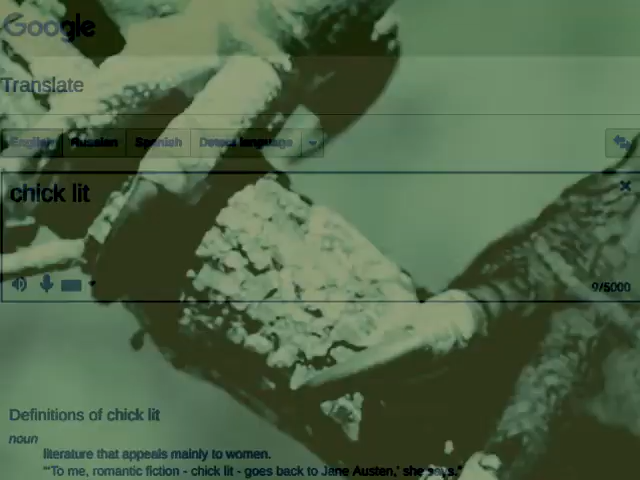 Google
Translate
English Russian Spanish Detect language
chick lit
9/5000
Definitions of chick lit
noun
literature that appeals mainly to women.
"'To me, romantic fiction - chick lit - goes back to Jane Austen,' she says."